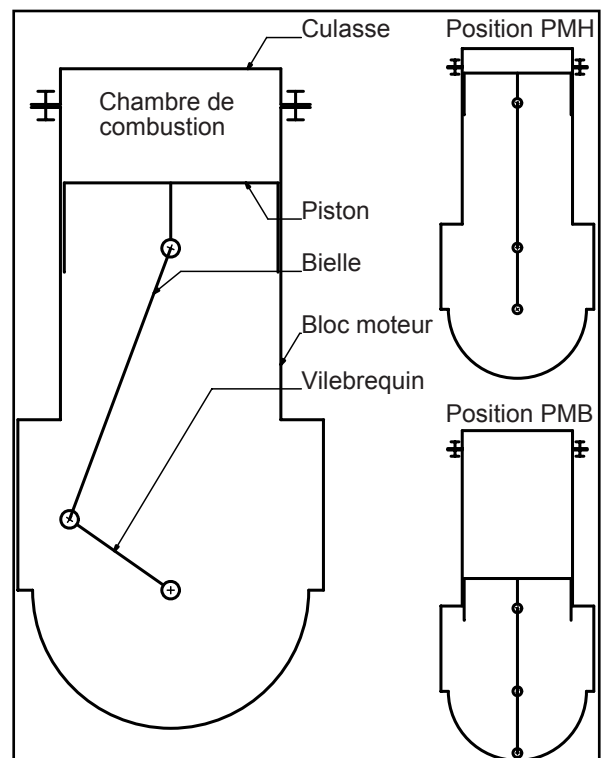 Culasse
Chambre de
combustion
Piston
Bielle
Bloc moteur
Vilebrequin
Position PMH
Position PMB